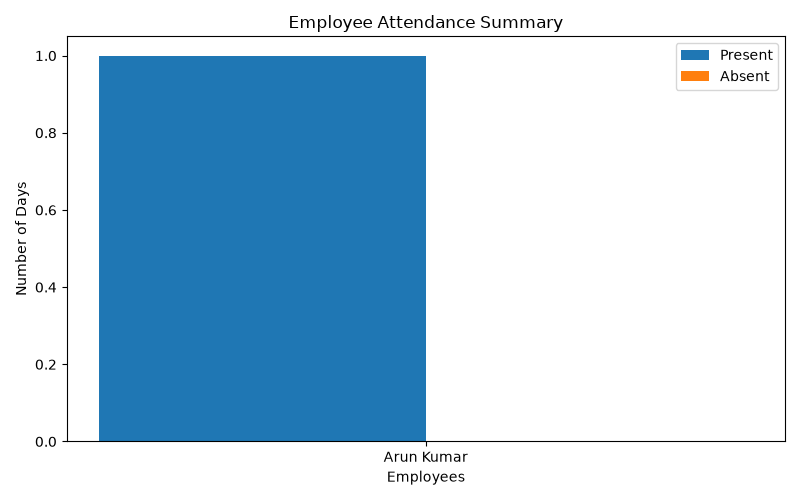 Employee Attendance Summary
Present
Absent
1.0
0.8
0.6
0.4
0.2
0.0
Number of Days
Arun Kumar
Employees